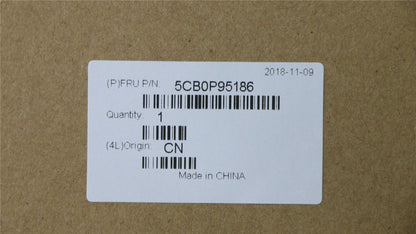 2018-11-09
(P)FRU P/N: 5CB0P95186
Quantity: 1
(4L)Origin: CN
Made in CHINA